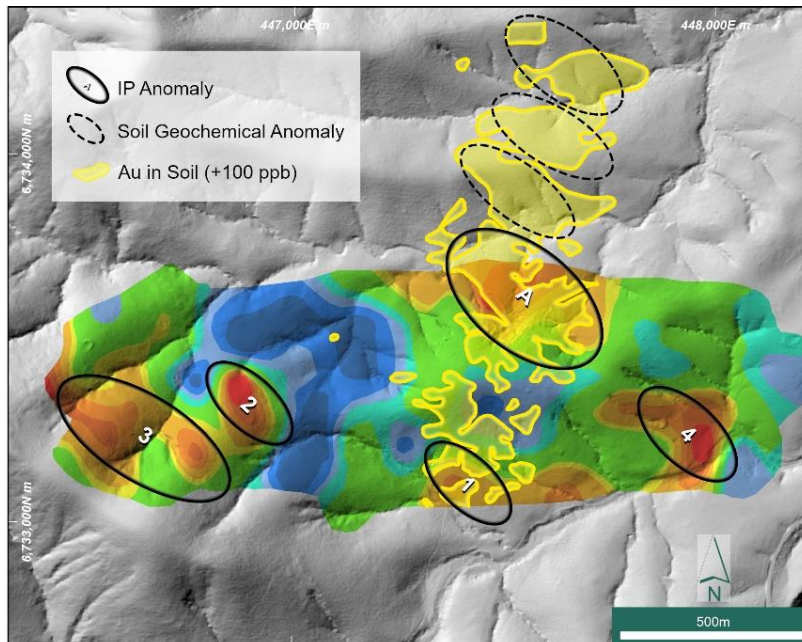 447,000E m
448,000E m
A
IP Anomaly
Soil Geochemical Anomaly
Au in Soil (+100 ppb)
6,734,000N m
A
2
3
4
1
6,733,000N m
N
500m